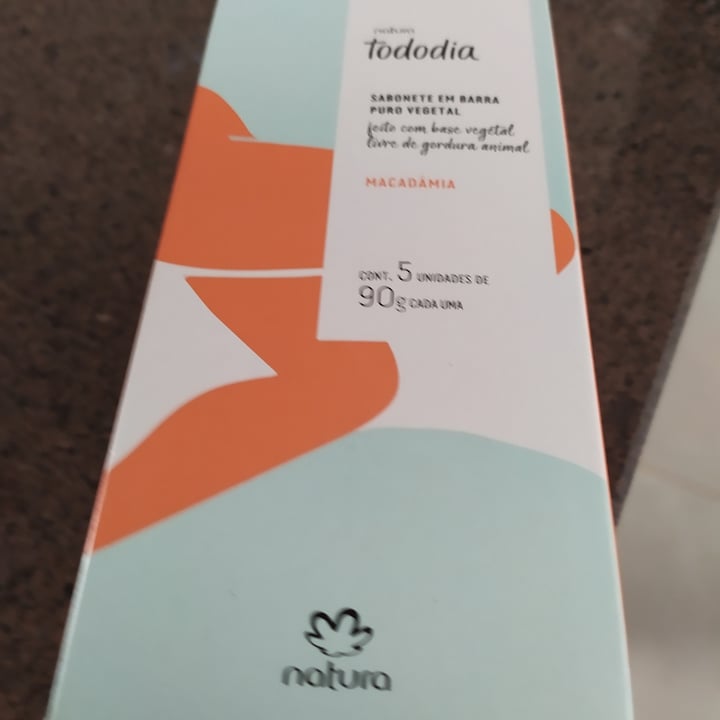 natura
tododia
SABONETE EM BARRA
PURO VEGETAL
feito com base vegetal
livre de gordura animal
MACADÂMIA
CONT. 5 UNIDADES DE
90g CADA UMA
natura